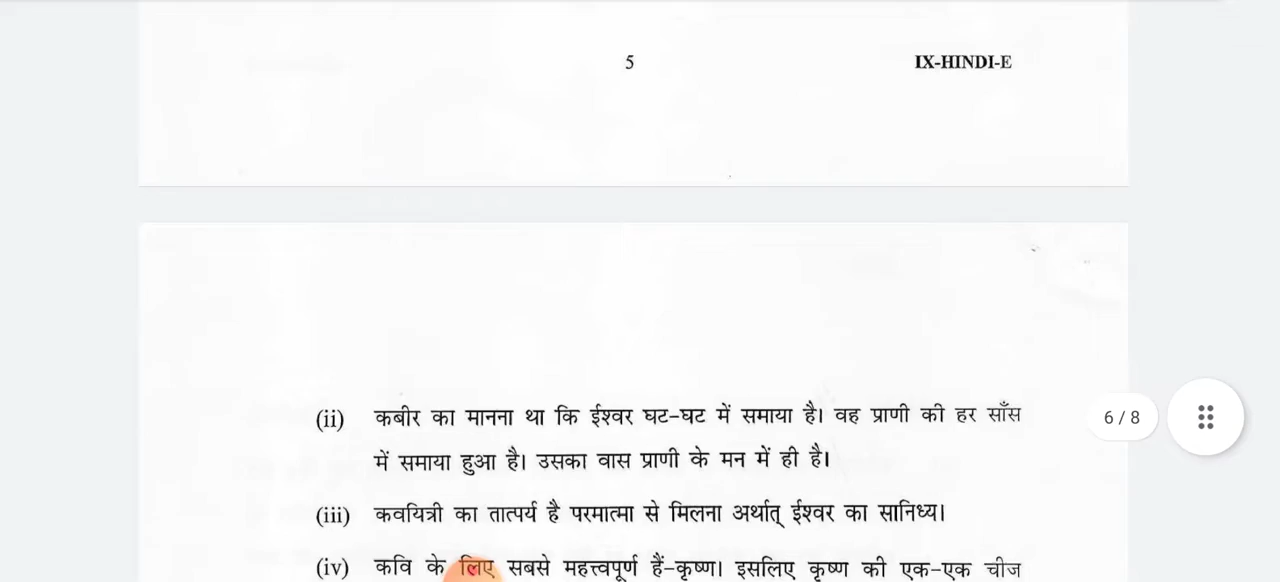 5 IX-HINDI-E
(ii) कबीर का मानना था कि ईश्वर घट-घट में समाया है। वह प्राणी की हर साँस
6 / 8
में समाया हुआ है। उसका वास प्राणी के मन में ही है।
(iii) कवयित्री का तात्पर्य है परमात्मा से मिलना अर्थात् ईश्वर का सानिध्य।
(iv) कवि के लिए सबसे महत्त्वपूर्ण हैं-कृष्ण। इसलिए कृष्ण की एक-एक चीज